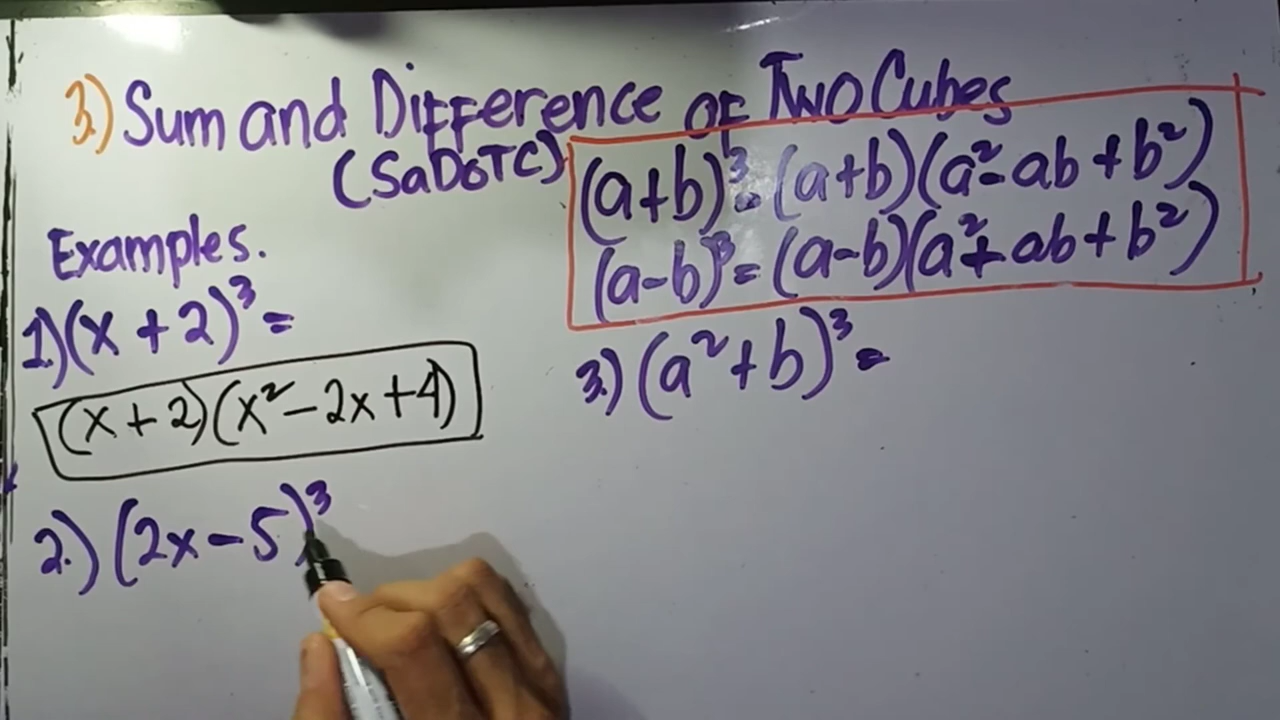 3.) Sum and Difference of Two Cubes
(SaDoTC)
(a+b)³=(a+b)(a²-ab+b²)
(a-b)³=(a-b)(a²+ab+b²)
Examples.
1.)(x+2)³=
(x+2)(x²-2x+4)
2.)(2x-5)³
3.)(a²+b)³=